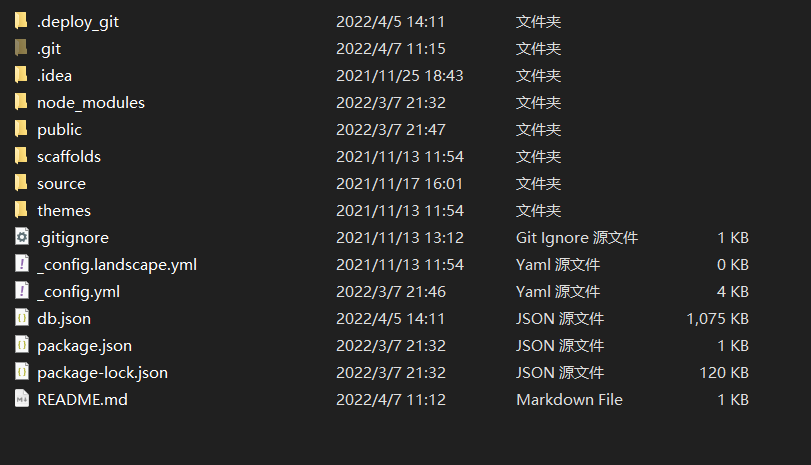 .deploy_git 2022/4/5 14:11 文件夹
.git 2022/4/7 11:15 文件夹
.idea 2021/11/25 18:43 文件夹
node_modules 2022/3/7 21:32 文件夹
public 2022/3/7 21:47 文件夹
scaffolds 2021/11/13 11:54 文件夹
source 2021/11/17 16:01 文件夹
themes 2021/11/13 11:54 文件夹
.gitignore 2021/11/13 13:12 Git Ignore 源文件 1 KB
_config.landscape.yml 2021/11/13 11:54 Yaml 源文件 0 KB
_config.yml 2022/3/7 21:46 Yaml 源文件 4 KB
db.json 2022/4/5 14:11 JSON 源文件 1,075 KB
package.json 2022/3/7 21:32 JSON 源文件 1 KB
package-lock.json 2022/3/7 21:32 JSON 源文件 120 KB
README.md 2022/4/7 11:12 Markdown File 1 KB